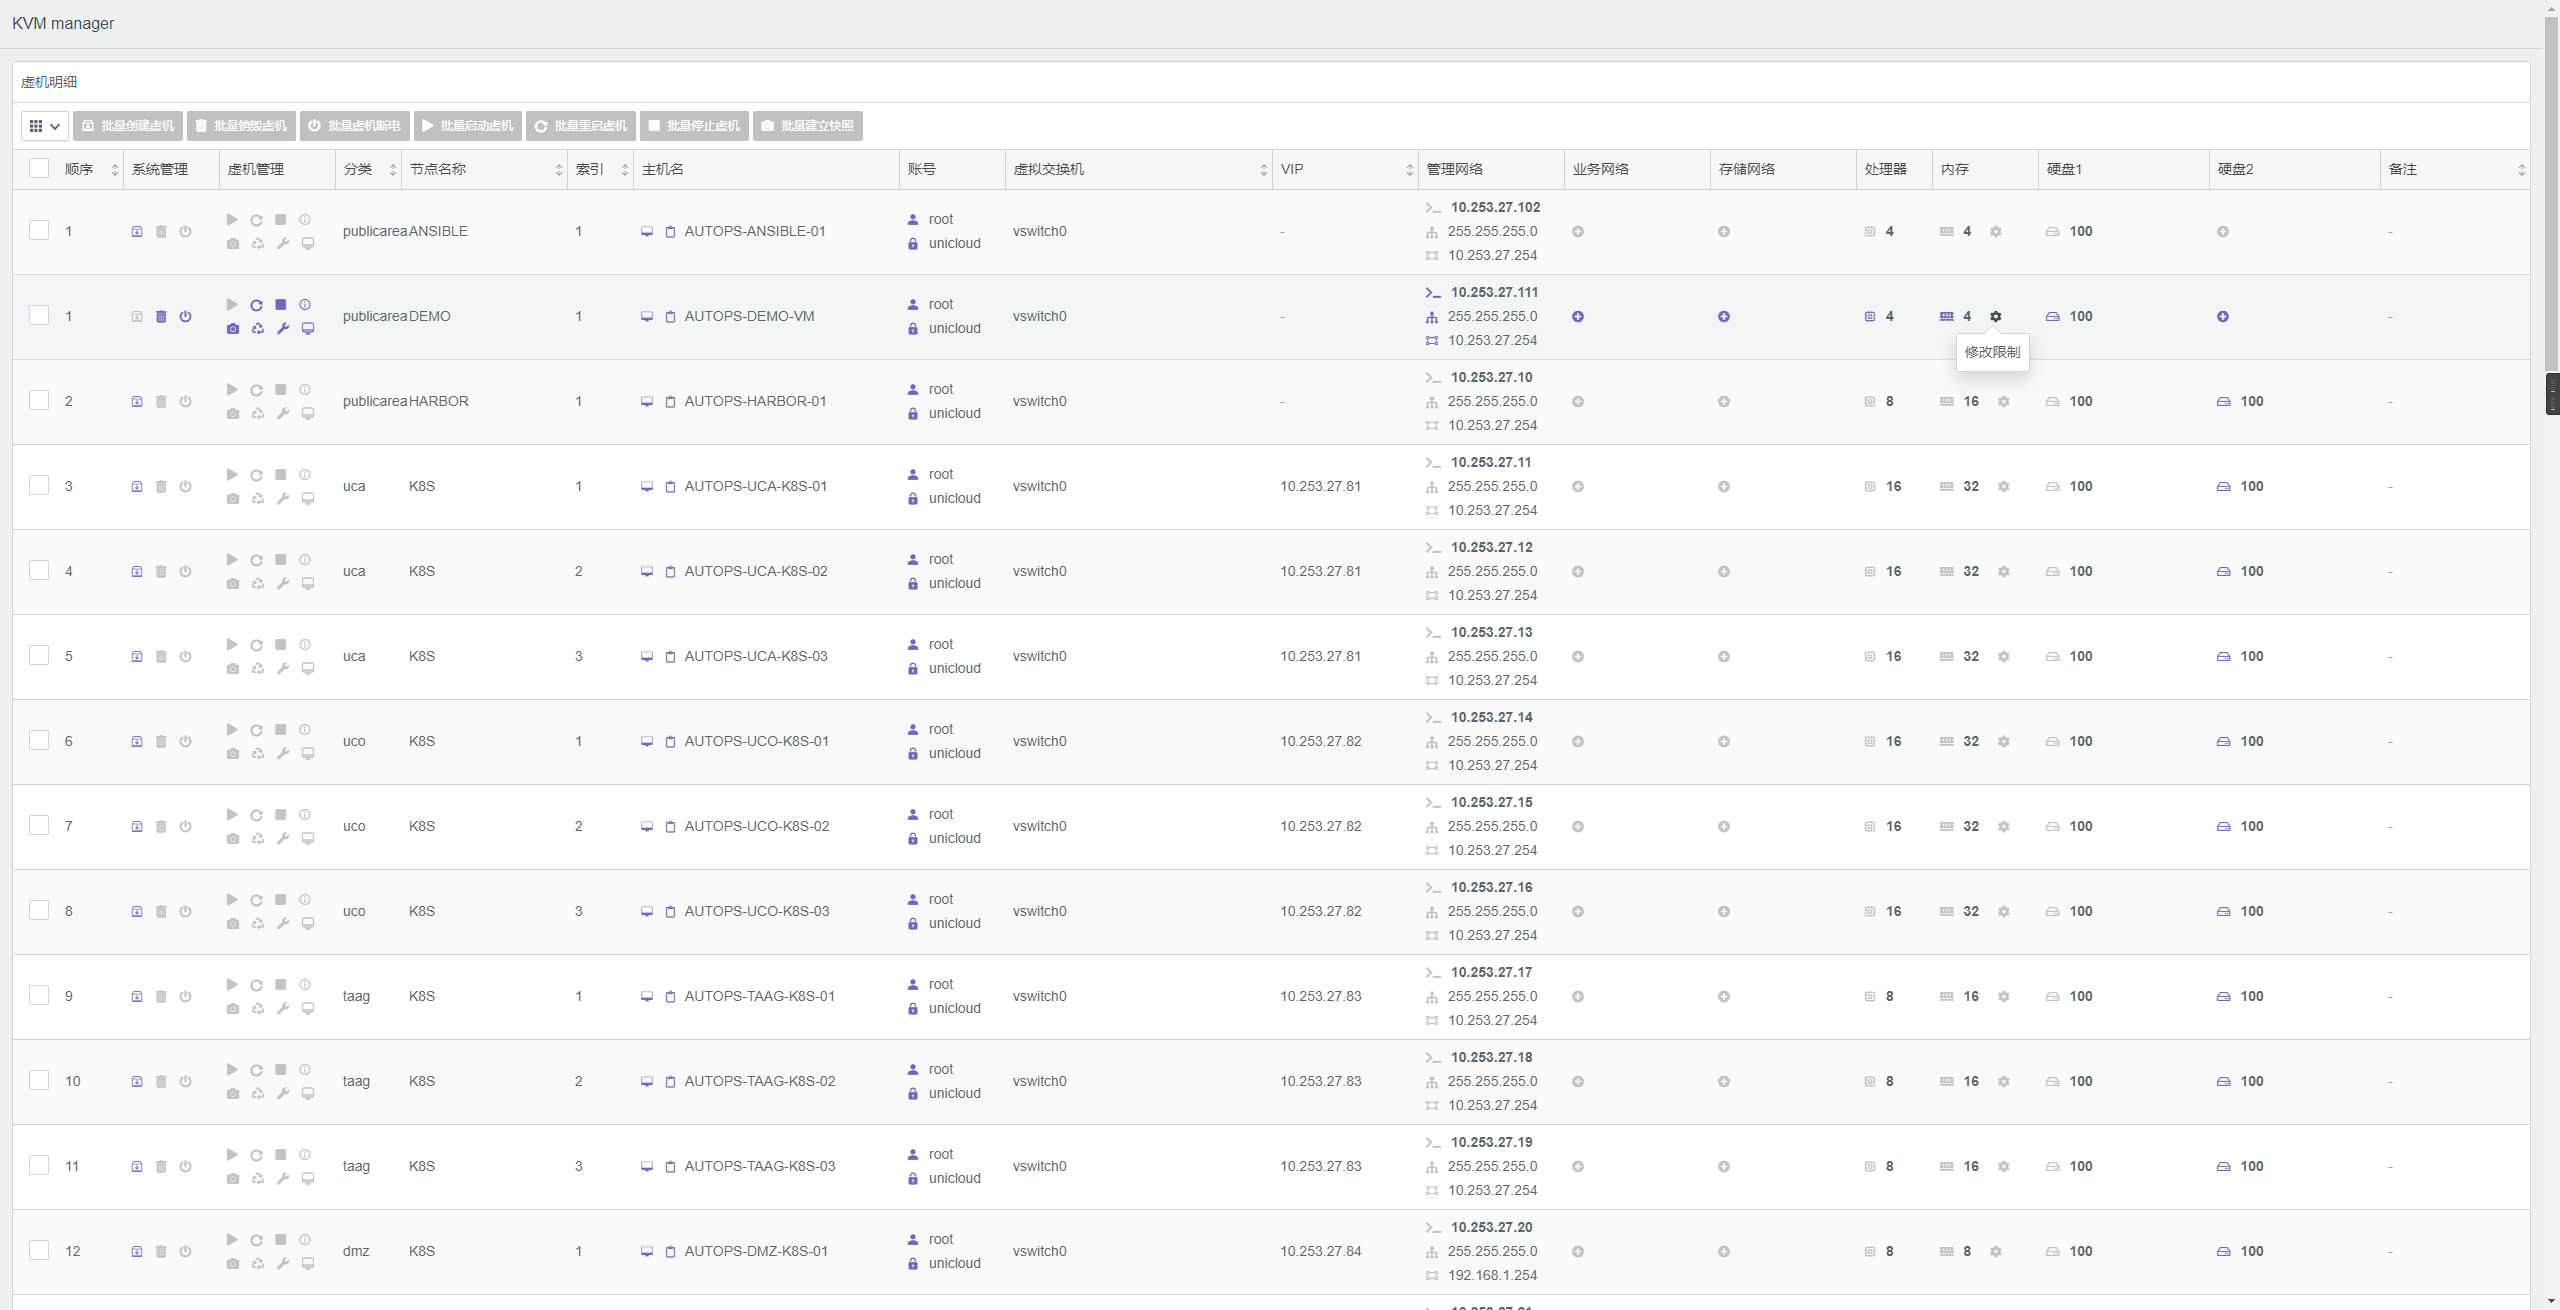 KVM manager
虚机明细
批量创建虚机 批量销毁虚机 批量虚机断电 批量启动虚机 批量重启虚机 批量停止虚机 批量建立快照
顺序 系统管理 虚机管理 分类 节点名称 索引 主机名 账号 虚拟交换机 VIP 管理网络 业务网络 存储网络 处理器 内存 硬盘1 硬盘2 备注
root 10.253.27.102
1 publicarea ANSIBLE 1 AUTOPS-ANSIBLE-01 vswitch0 - 255.255.255.0 4 4 100 -
unicloud 10.253.27.254
root 10.253.27.111
1 publicarea DEMO 1 AUTOPS-DEMO-VM vswitch0 - 255.255.255.0 4 4 100 -
unicloud 10.253.27.254
修改限制
root 10.253.27.10
2 publicarea HARBOR 1 AUTOPS-HARBOR-01 vswitch0 - 255.255.255.0 8 16 100 100 -
unicloud 10.253.27.254
root 10.253.27.11
3 uca K8S 1 AUTOPS-UCA-K8S-01 vswitch0 10.253.27.81 255.255.255.0 16 32 100 100 -
unicloud 10.253.27.254
root 10.253.27.12
4 uca K8S 2 AUTOPS-UCA-K8S-02 vswitch0 10.253.27.81 255.255.255.0 16 32 100 100 -
unicloud 10.253.27.254
root 10.253.27.13
5 uca K8S 3 AUTOPS-UCA-K8S-03 vswitch0 10.253.27.81 255.255.255.0 16 32 100 100 -
unicloud 10.253.27.254
root 10.253.27.14
6 uco K8S 1 AUTOPS-UCO-K8S-01 vswitch0 10.253.27.82 255.255.255.0 16 32 100 100 -
unicloud 10.253.27.254
root 10.253.27.15
7 uco K8S 2 AUTOPS-UCO-K8S-02 vswitch0 10.253.27.82 255.255.255.0 16 32 100 100 -
unicloud 10.253.27.254
root 10.253.27.16
8 uco K8S 3 AUTOPS-UCO-K8S-03 vswitch0 10.253.27.82 255.255.255.0 16 32 100 100 -
unicloud 10.253.27.254
root 10.253.27.17
9 taag K8S 1 AUTOPS-TAAG-K8S-01 vswitch0 10.253.27.83 255.255.255.0 8 16 100 100 -
unicloud 10.253.27.254
root 10.253.27.18
10 taag K8S 2 AUTOPS-TAAG-K8S-02 vswitch0 10.253.27.83 255.255.255.0 8 16 100 100 -
unicloud 10.253.27.254
root 10.253.27.19
11 taag K8S 3 AUTOPS-TAAG-K8S-03 vswitch0 10.253.27.83 255.255.255.0 8 16 100 100 -
unicloud 10.253.27.254
root 10.253.27.20
12 dmz K8S 1 AUTOPS-DMZ-K8S-01 vswitch0 10.253.27.84 255.255.255.0 8 8 100 100 -
unicloud 192.168.1.254